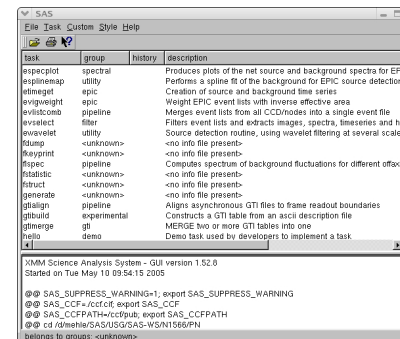 SAS
File Task Custom Style Help
task group history description
especplot spectral Produces plots of the net source and background spectra for EP
esplinemap utility Performs a spline fit of the background for EPIC source detection
etimeget epic Creation of source and background time series
evigweight epic Weight EPIC event lists with inverse effective area
evlistcomb pipeline Merges event lists from all CCD/nodes into a single event file
evselect filter Filters event lists and extracts images, spectra, timeseries and h
ewavelet utility Source detection routine, using wavelet filtering at several scale
fdump <unknown> <no info file present>
fkeyprint <unknown> <no info file present>
flspec pipeline Computes spectrum of background fluctuations for different offax
fstatistic <unknown> <no info file present>
fstruct <unknown> <no info file present>
generate <unknown> <no info file present>
gtialign pipeline Aligns asynchronous GTI files to frame readout boundaries
gtibuild experimental Constructs a GTI table from an ascii description file
gtimerge gti MERGE two or more GTI tables into one
hello demo Demo task used by developers to implement a task
XMM Science Analysis System - GUI version 1.52.8
Started on Tue May 10 09:54:15 2005
@@ SAS_SUPPRESS_WARNING=1; export SAS_SUPPRESS_WARNING
@@ SAS_CCF=./ccf.cif; export SAS_CCF
@@ SAS_CCFPATH=/ccf/pub; export SAS_CCFPATH
@@ cd /d/mehle/SAS/USG/SAS-WS/N1566/PN
belongs to groups: <unknown>